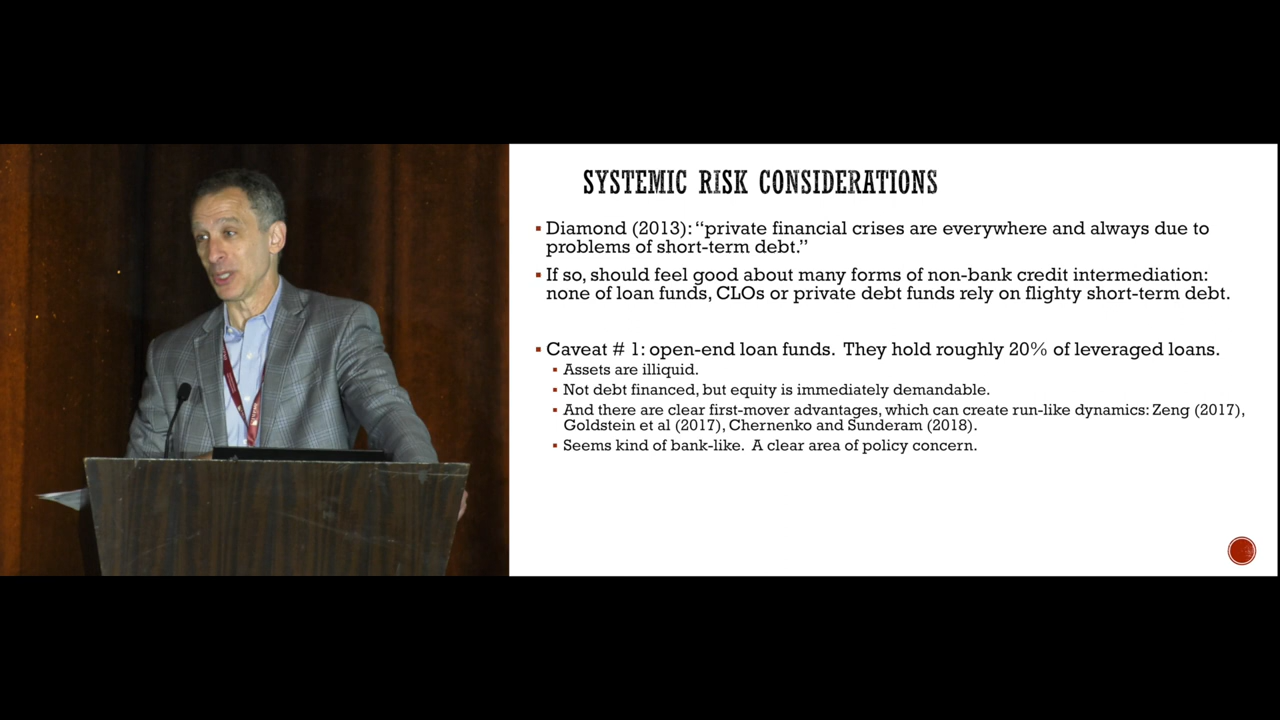 SYSTEMIC RISK CONSIDERATIONS
▪ Diamond (2013): “private financial crises are everywhere and always due to
problems of short-term debt.”
▪ If so, should feel good about many forms of non-bank credit intermediation:
none of loan funds, CLOs or private debt funds rely on flighty short-term debt.
▪ Caveat # 1: open-end loan funds. They hold roughly 20% of leveraged loans.
▪ Assets are illiquid.
▪ Not debt financed, but equity is immediately demandable.
▪ And there are clear first-mover advantages, which can create run-like dynamics: Zeng (2017),
Goldstein et al (2017), Chernenko and Sunderam (2018).
▪ Seems kind of bank-like. A clear area of policy concern.